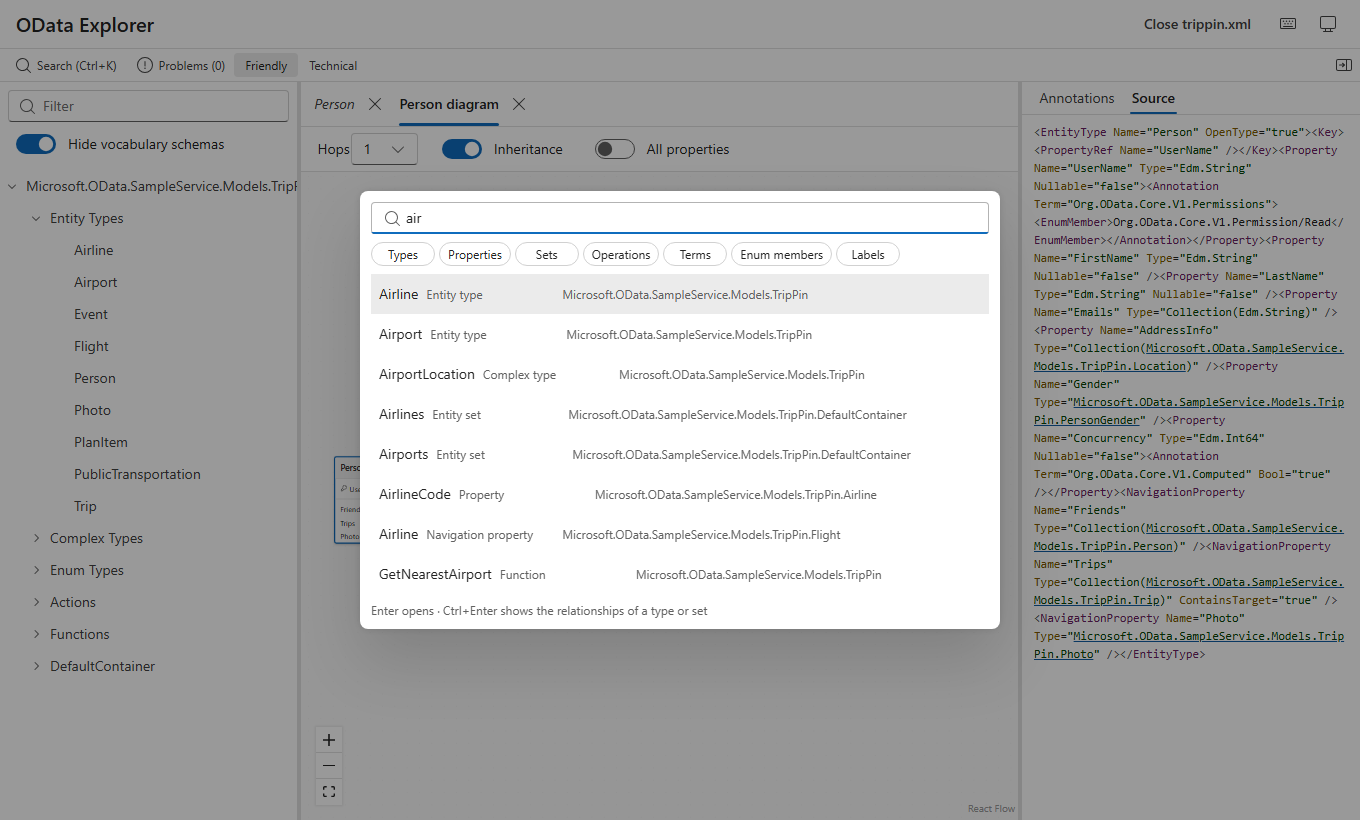 OData Explorer
Close trippin.xml
Search (Ctrl+K)
Problems (0)
Friendly
Technical
Filter
Hide vocabulary schemas
Microsoft.OData.SampleService.Models.TripP
Entity Types
Airline
Airport
Event
Flight
Person
Photo
PlanItem
PublicTransportation
Trip
Complex Types
Enum Types
Actions
Functions
DefaultContainer
Person
Person diagram
Hops
1
Inheritance
All properties
Perso
Use
Friend
Trips
Photo
air
Types
Properties
Sets
Operations
Terms
Enum members
Labels
Airline Entity type Microsoft.OData.SampleService.Models.TripPin
Airport Entity type Microsoft.OData.SampleService.Models.TripPin
AirportLocation Complex type Microsoft.OData.SampleService.Models.TripPin
Airlines Entity set Microsoft.OData.SampleService.Models.TripPin.DefaultContainer
Airports Entity set Microsoft.OData.SampleService.Models.TripPin.DefaultContainer
AirlineCode Property Microsoft.OData.SampleService.Models.TripPin.Airline
Airline Navigation property Microsoft.OData.SampleService.Models.TripPin.Flight
GetNearestAirport Function Microsoft.OData.SampleService.Models.TripPin
Enter opens · Ctrl+Enter shows the relationships of a type or set
React Flow
Annotations
Source
<EntityType Name="Person" OpenType="true"><Key>
<PropertyRef Name="UserName" /></Key><Property
Name="UserName" Type="Edm.String"
Nullable="false"><Annotation
Term="Org.OData.Core.V1.Permissions">
<EnumMember>Org.OData.Core.V1.Permission/Read</
EnumMember></Annotation></Property><Property
Name="FirstName" Type="Edm.String"
Nullable="false" /><Property Name="LastName"
Type="Edm.String" Nullable="false" /><Property
Name="Emails" Type="Collection(Edm.String)" />
<Property Name="AddressInfo"
Type="Collection(Microsoft.OData.SampleService.
Models.TripPin.Location)" /><Property
Name="Gender"
Type="Microsoft.OData.SampleService.Models.Trip
Pin.PersonGender" /><Property
Name="Concurrency" Type="Edm.Int64"
Nullable="false"><Annotation
Term="Org.OData.Core.V1.Computed" Bool="true"
/></Property><NavigationProperty
Name="Friends"
Type="Collection(Microsoft.OData.SampleService.
Models.TripPin.Person)" /><NavigationProperty
Name="Trips"
Type="Collection(Microsoft.OData.SampleService.
Models.TripPin.Trip)" ContainsTarget="true" />
<NavigationProperty Name="Photo"
Type="Microsoft.OData.SampleService.Models.Trip
Pin.Photo" /></EntityType>